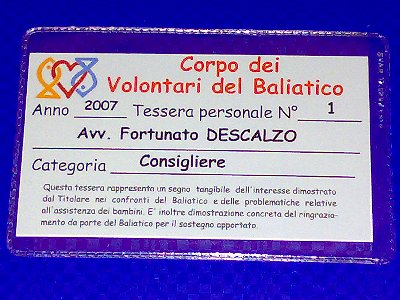 Corpo dei
Volontari del Baliatico
Anno 2007 Tessera personale N° 1
Avv. Fortunato DESCALZO
Categoria Consigliere
Questa tessera rappresenta un segno tangibile dell'interesse dimostrato
dal Titolare nei confronti del Baliatico e delle problematiche relative
all'assistenza dei bambini. E' inoltre dimostrazione concreta del ringrazia-
mento da parte del Baliatico per il sostegno apportato.